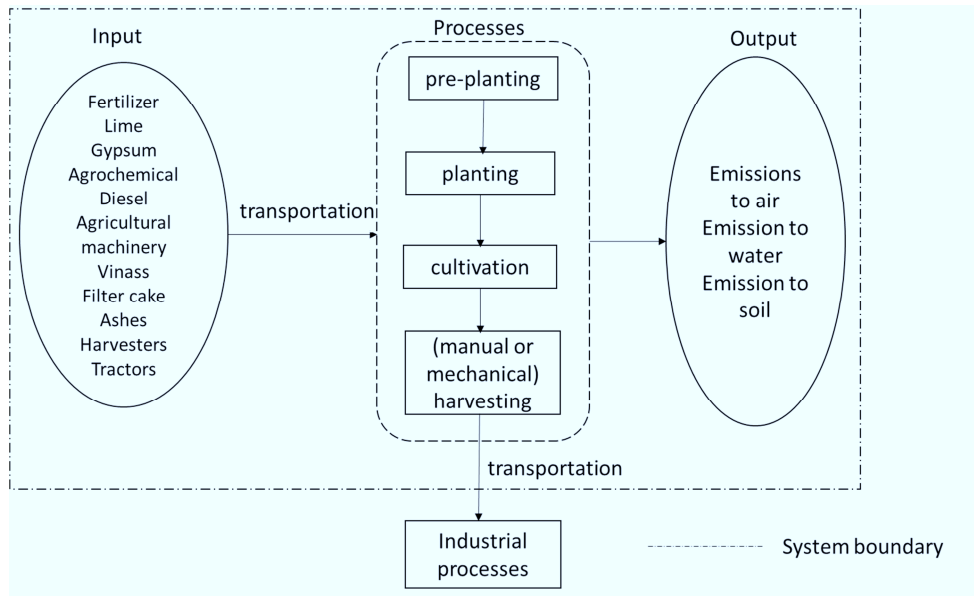 Input
Fertilizer
Lime
Gypsum
Agrochemical
Diesel
Agricultural
machinery
Vinass
Filter cake
Ashes
Harvesters
Tractors
transportation
Processes
pre-planting
planting
cultivation
(manual or
mechanical)
harvesting
transportation
Industrial
processes
Output
Emissions
to air
Emission to
water
Emission to
soil
System boundary